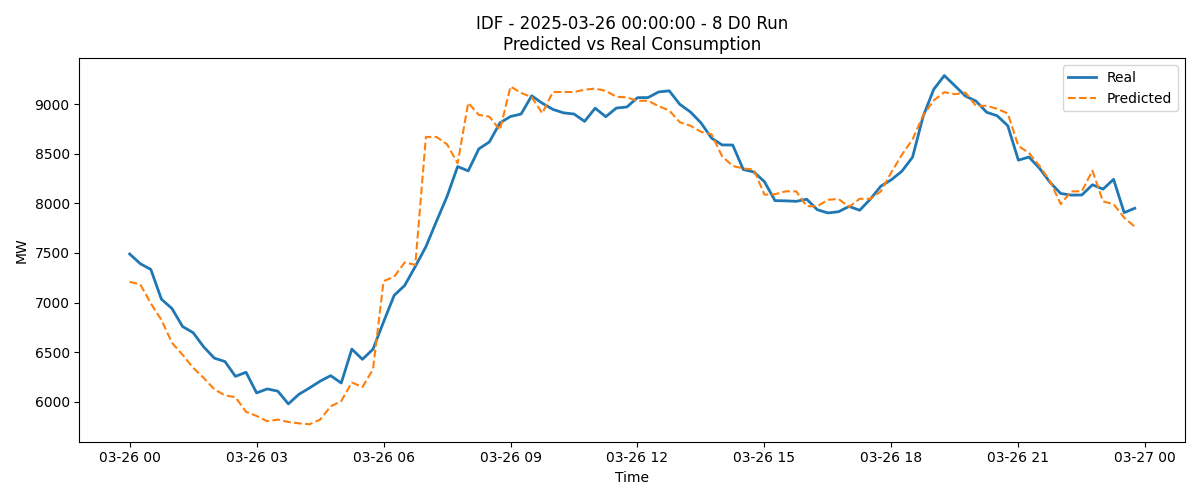 IDF - 2025-03-26 00:00:00 - 8 D0 Run
Predicted vs Real Consumption
Real
Predicted
9000
8500
8000
7500
7000
6500
6000
MW
03-26 00
03-26 03
03-26 06
03-26 09
03-26 12
03-26 15
03-26 18
03-26 21
03-27 00
Time